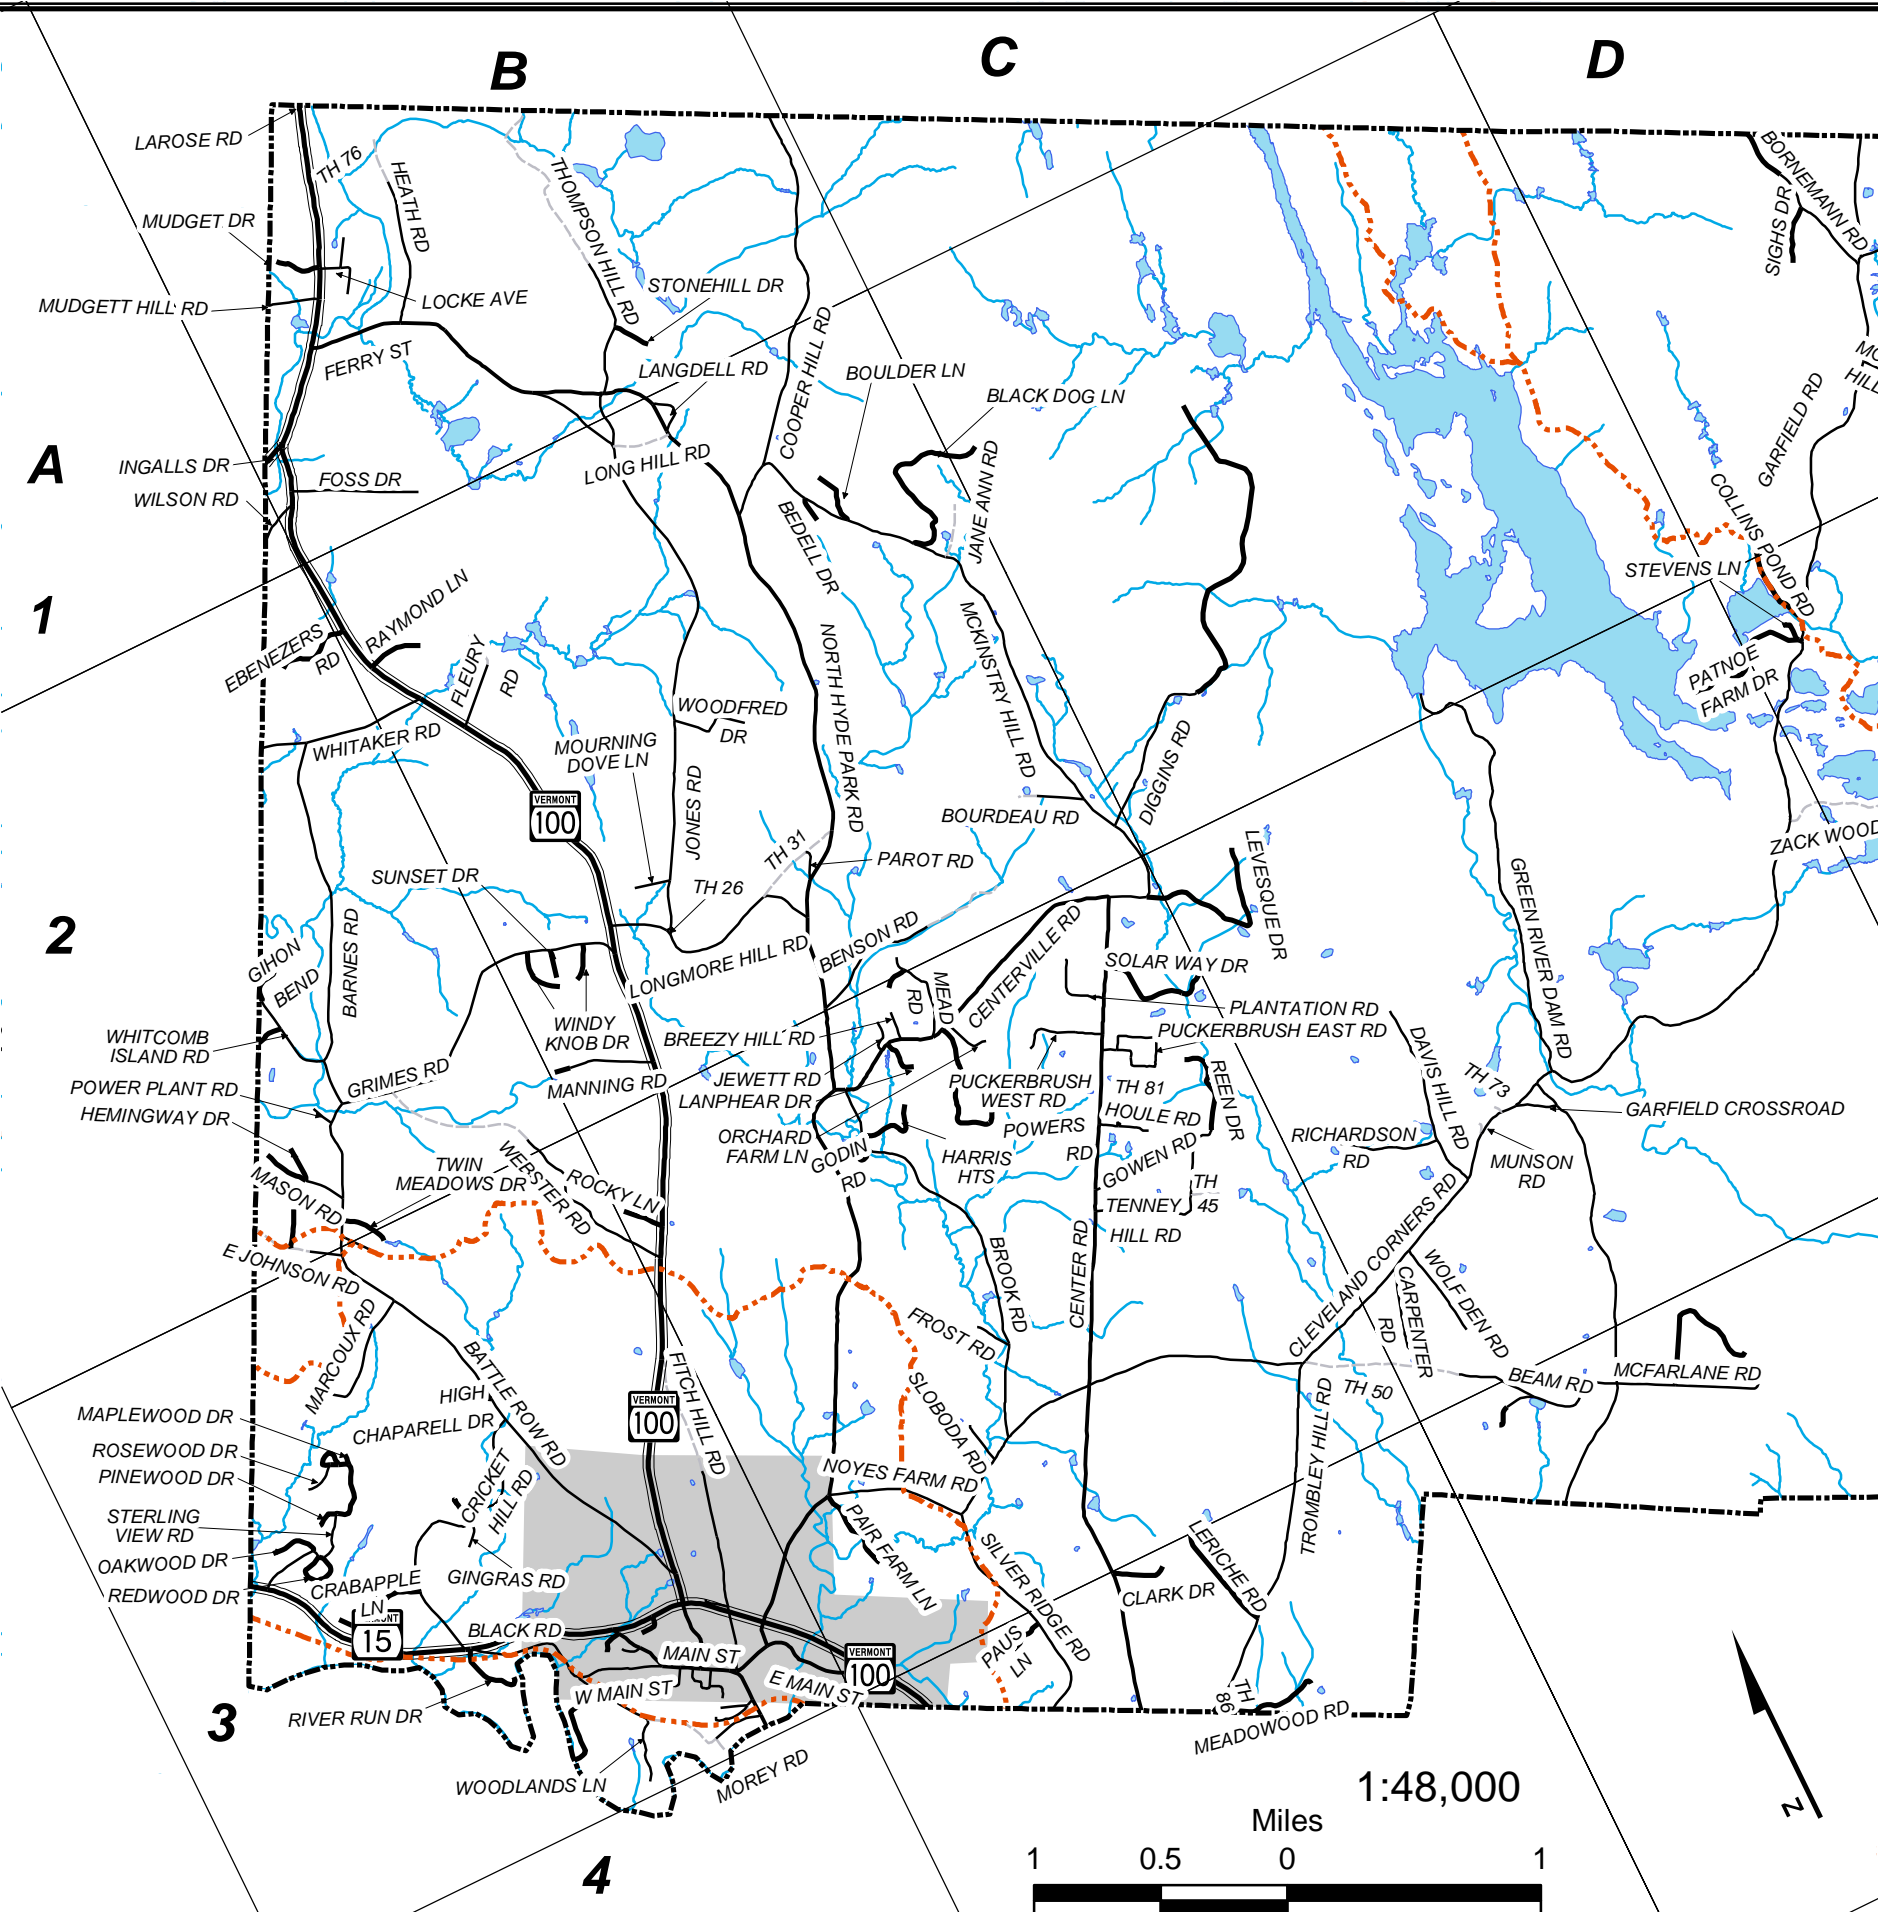 B
C
D
LAROSE RD
TH 76
HEATH RD
THOMPSON HILL RD
BORNEMANN RD
SIGHS DR
MUDGET DR
LOCKE AVE
STONEHILL DR
MUDGETT HILL RD
FERRY ST
LANGDELL RD
COOPER HILL RD
BOULDER LN
BLACK DOG LN
GARFIELD RD
HILL
A
INGALLS DR
FOSS DR
LONG HILL RD
WILSON RD
JANE ANN RD
COLLINS POND RD
BEDELL DR
STEVENS LN
1
RAYMOND LN
EBENEZERS
RD
FLEURY
RD
NORTH HYDE PARK RD
MCKINSTRY HILL RD
PATNOE
FARM DR
WOODFRED
DR
WHITAKER RD
MOURNING
DOVE LN
DIGGINS RD
VERMONT
100
JONES RD
BOURDEAU RD
ZACK WOOD
TH 31
PAROT RD
LEVESQUE DR
SUNSET DR
TH 26
GREEN RIVER DAM RD
2
BARNES RD
GIHON
BEND
LONGMORE HILL RD
BENSON RD
CENTERVILLE RD
SOLAR WAY DR
MEAD
RD
PLANTATION RD
WHITCOMB
ISLAND RD
WINDY
KNOB DR
BREEZY HILL RD
PUCKERBRUSH EAST RD
DAVIS HILL RD
POWER PLANT RD
GRIMES RD
MANNING RD
JEWETT RD
PUCKERBRUSH
WEST RD
TH 81
REEN DR
TH 73
LANPHEAR DR
HEMINGWAY DR
HOULE RD
GARFIELD CROSSROAD
ORCHARD
FARM LN
GODIN
RD
POWERS
RD
RICHARDSON
RD
MUNSON
RD
TWIN
MEADOWS DR
WEBSTER RD
ROCKY LN
HARRIS
HTS
GOWEN RD
TH
45
MASON RD
TENNEY
HILL RD
E JOHNSON RD
BROOK RD
CENTER RD
CLEVELAND CORNERS RD
WOLF DEN RD
CARPENTER
RD
MARCOUX RD
BATTLE ROW RD
FITCH HILL RD
FROST RD
SLOBODA RD
TH 50
BEAM RD
MCFARLANE RD
HIGH
CHAPARELL DR
VERMONT
100
TROMBLEY HILL RD
MAPLEWOOD DR
ROSEWOOD DR
PINEWOOD DR
CRICKET
HILL RD
NOYES FARM RD
STERLING
VIEW RD
PAIR FARM LN
SILVER RIDGE RD
LERICHE RD
OAKWOOD DR
REDWOOD DR
CRABAPPLE
LN
GINGRAS RD
CLARK DR
15
BLACK RD
MAIN ST
VERMONT
100
PAUS
LN
W MAIN ST
E MAIN ST
3
RIVER RUN DR
TH
86
MEADOWOOD RD
WOODLANDS LN
MOREY RD
4
1:48,000
Miles
1
0.5
0
1
N